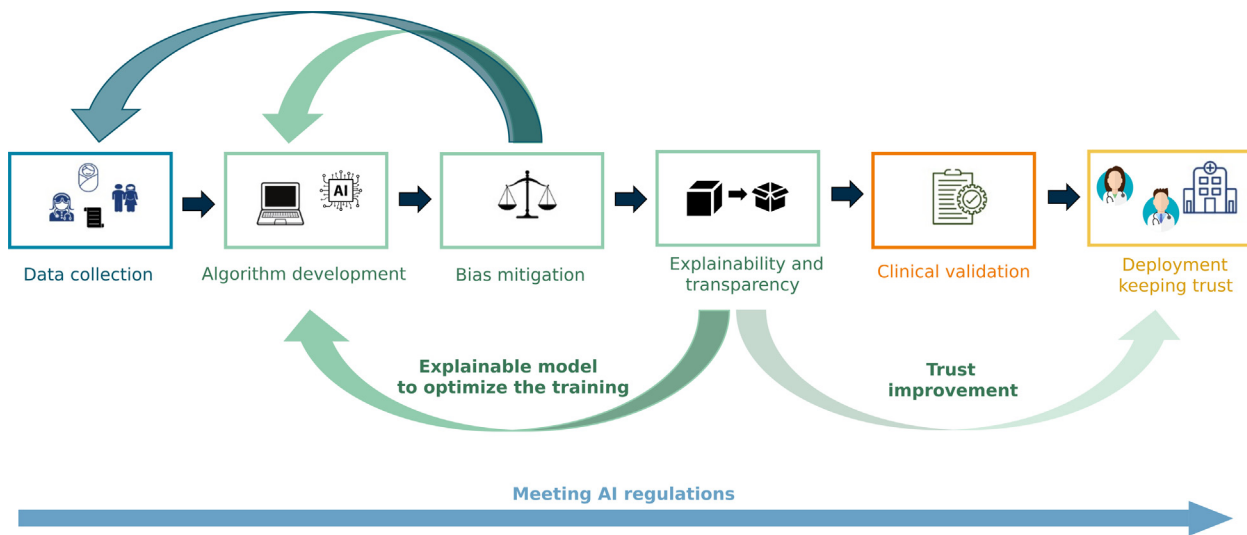 AI
Data collection
Algorithm development
Bias mitigation
Explainability and
transparency
Clinical validation
Deployment
keeping trust
Explainable model
to optimize the training
Trust
improvement
Meeting AI regulations